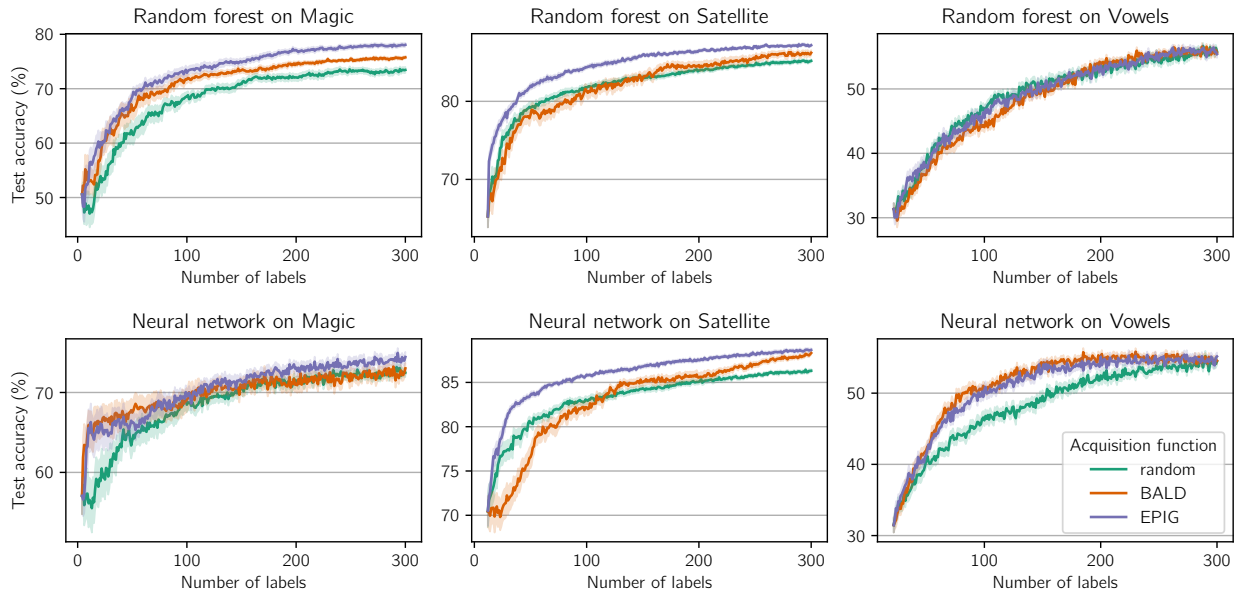 Random forest on Magic
Random forest on Satellite
Random forest on Vowels
Test accuracy (%)
80
70
60
50
0
100
200
300
Number of labels
80
70
0
100
200
300
Number of labels
50
40
30
100
200
300
Number of labels
Neural network on Magic
Neural network on Satellite
Neural network on Vowels
Test accuracy (%)
70
60
0
100
200
300
Number of labels
85
80
75
70
0
100
200
300
Number of labels
50
40
30
100
200
300
Number of labels
Acquisition function
random
BALD
EPIG